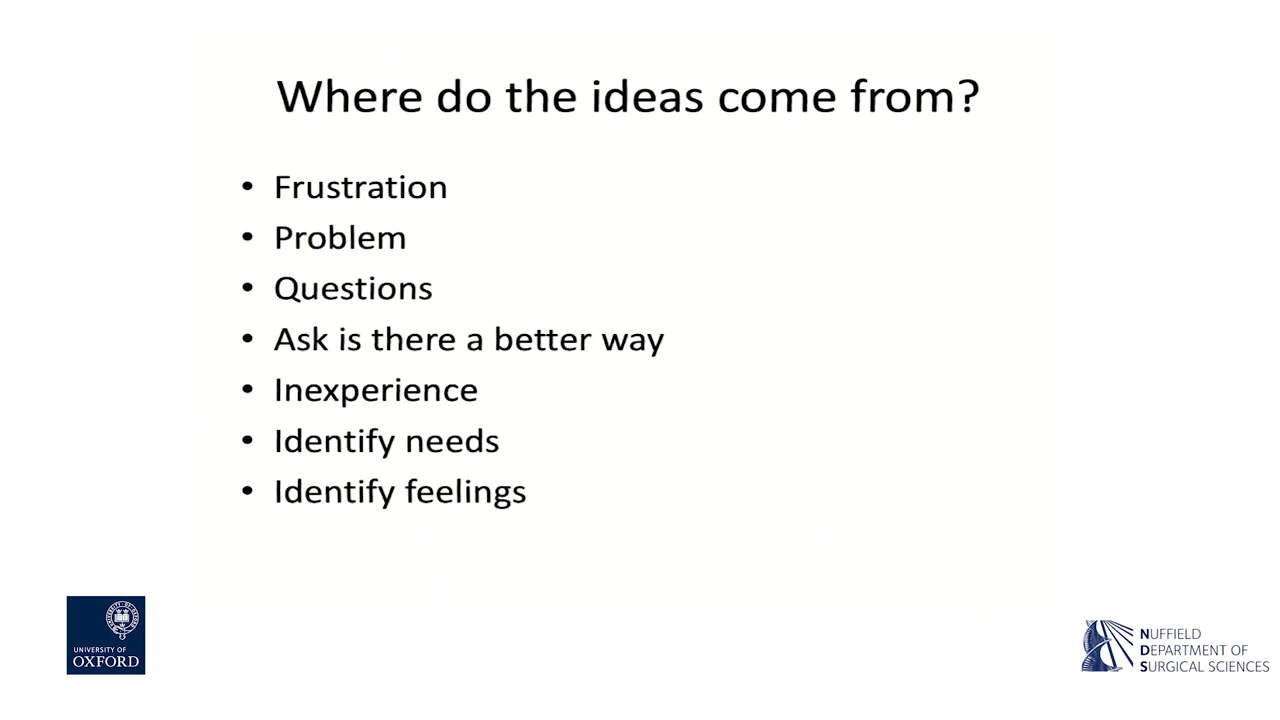 Where do the ideas come from?
• Frustration
• Problem
• Questions
• Ask is there a better way
• Inexperience
• Identify needs
• Identify feelings
UNIVERSITY OF
OXFORD
NUFFIELD
DEPARTMENT OF
SURGICAL SCIENCES